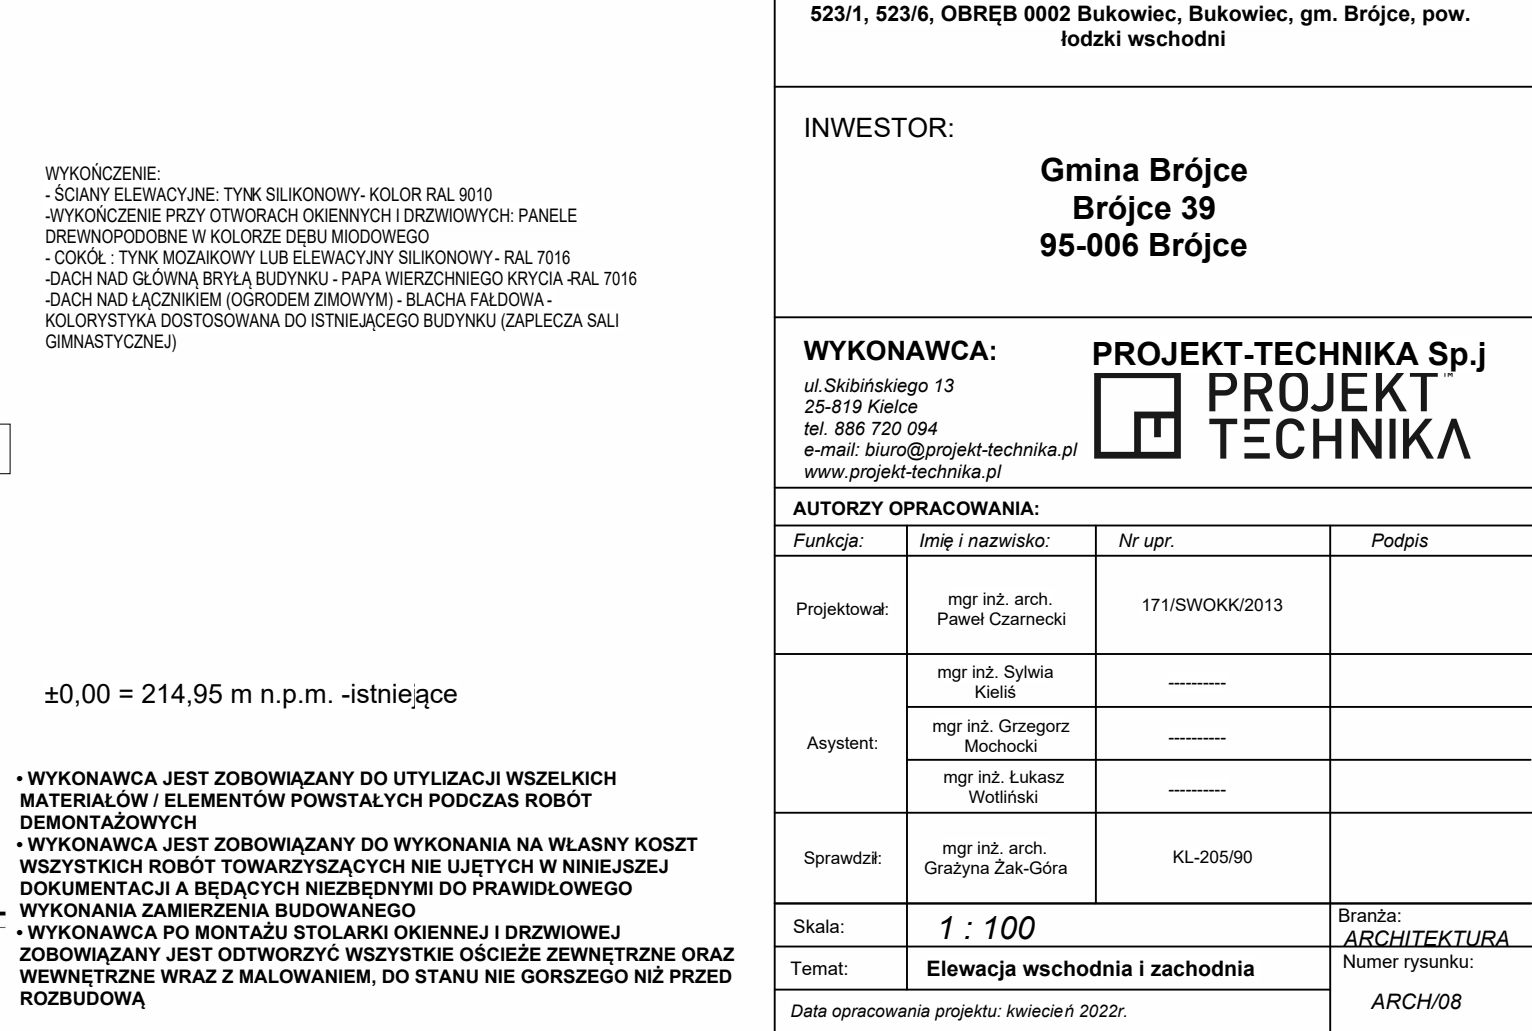 WYKOŃCZENIE:
- ŚCIANY ELEWACYJNE: TYNK SILIKONOWY- KOLOR RAL 9010
-WYKOŃCZENIE PRZY OTWORACH OKIENNYCH I DRZWIOWYCH: PANELE
DREWNOPODOBNE W KOLORZE DĘBU MIODOWEGO
- COKÓŁ : TYNK MOZAIKOWY LUB ELEWACYJNY SILIKONOWY - RAL 7016
-DACH NAD GŁÓWNĄ BRYŁĄ BUDYNKU - PAPA WIERZCHNIEGO KRYCIA -RAL 7016
-DACH NAD ŁĄCZNIKIEM (OGRODEM ZIMOWYM) - BLACHA FAŁDOWA -
KOLORYSTYKA DOSTOSOWANA DO ISTNIEJĄCEGO BUDYNKU (ZAPLECZA SALI
GIMNASTYCZNEJ)
±0,00 = 214,95 m n.p.m. -istniejące
• WYKONAWCA JEST ZOBOWIĄZANY DO UTYLIZACJI WSZELKICH
MATERIAŁÓW / ELEMENTÓW POWSTAŁYCH PODCZAS ROBÓT
DEMONTAŻOWYCH
• WYKONAWCA JEST ZOBOWIĄZANY DO WYKONANIA NA WŁASNY KOSZT
WSZYSTKICH ROBÓT TOWARZYSZĄCYCH NIE UJĘTYCH W NINIEJSZEJ
DOKUMENTACJI A BĘDĄCYCH NIEZBĘDNYMI DO PRAWIDŁOWEGO
WYKONANIA ZAMIERZENIA BUDOWANEGO
• WYKONAWCA PO MONTAŻU STOLARKI OKIENNEJ I DRZWIOWEJ
ZOBOWIĄZANY JEST ODTWORZYĆ WSZYSTKIE OŚCIEŻE ZEWNĘTRZNE ORAZ
WEWNĘTRZNE WRAZ Z MALOWANIEM, DO STANU NIE GORSZEGO NIŻ PRZED
ROZBUDOWĄ
523/1, 523/6, OBRĘB 0002 Bukowiec, Bukowiec, gm. Brójce, pow.
łodzki wschodni
INWESTOR:
Gmina Brójce
Brójce 39
95-006 Brójce
WYKONAWCA:
ul.Skibińskiego 13
25-819 Kielce
tel. 886 720 094
e-mail: biuro@projekt-technika.pl
www.projekt-technika.pl
PROJEKT-TECHNIKA Sp.j
PROJEKT™
TECHNIKA
AUTORZY OPRACOWANIA:
Funkcja: Imię i nazwisko: Nr upr. Podpis
Projektował: mgr inż. arch.
Paweł Czarnecki 171/SWOKK/2013
Asystent:
mgr inż. Sylwia
Kieliś ----------
mgr inż. Grzegorz
Mochocki ----------
mgr inż. Łukasz
Wotliński ----------
Sprawdził: mgr inż. arch.
Grażyna Żak-Góra KL-205/90
Skala: 1 : 100
Branża:
ARCHITEKTURA
Temat: Elewacja wschodnia i zachodnia
Numer rysunku:
ARCH/08
Data opracowania projektu: kwiecień 2022r.